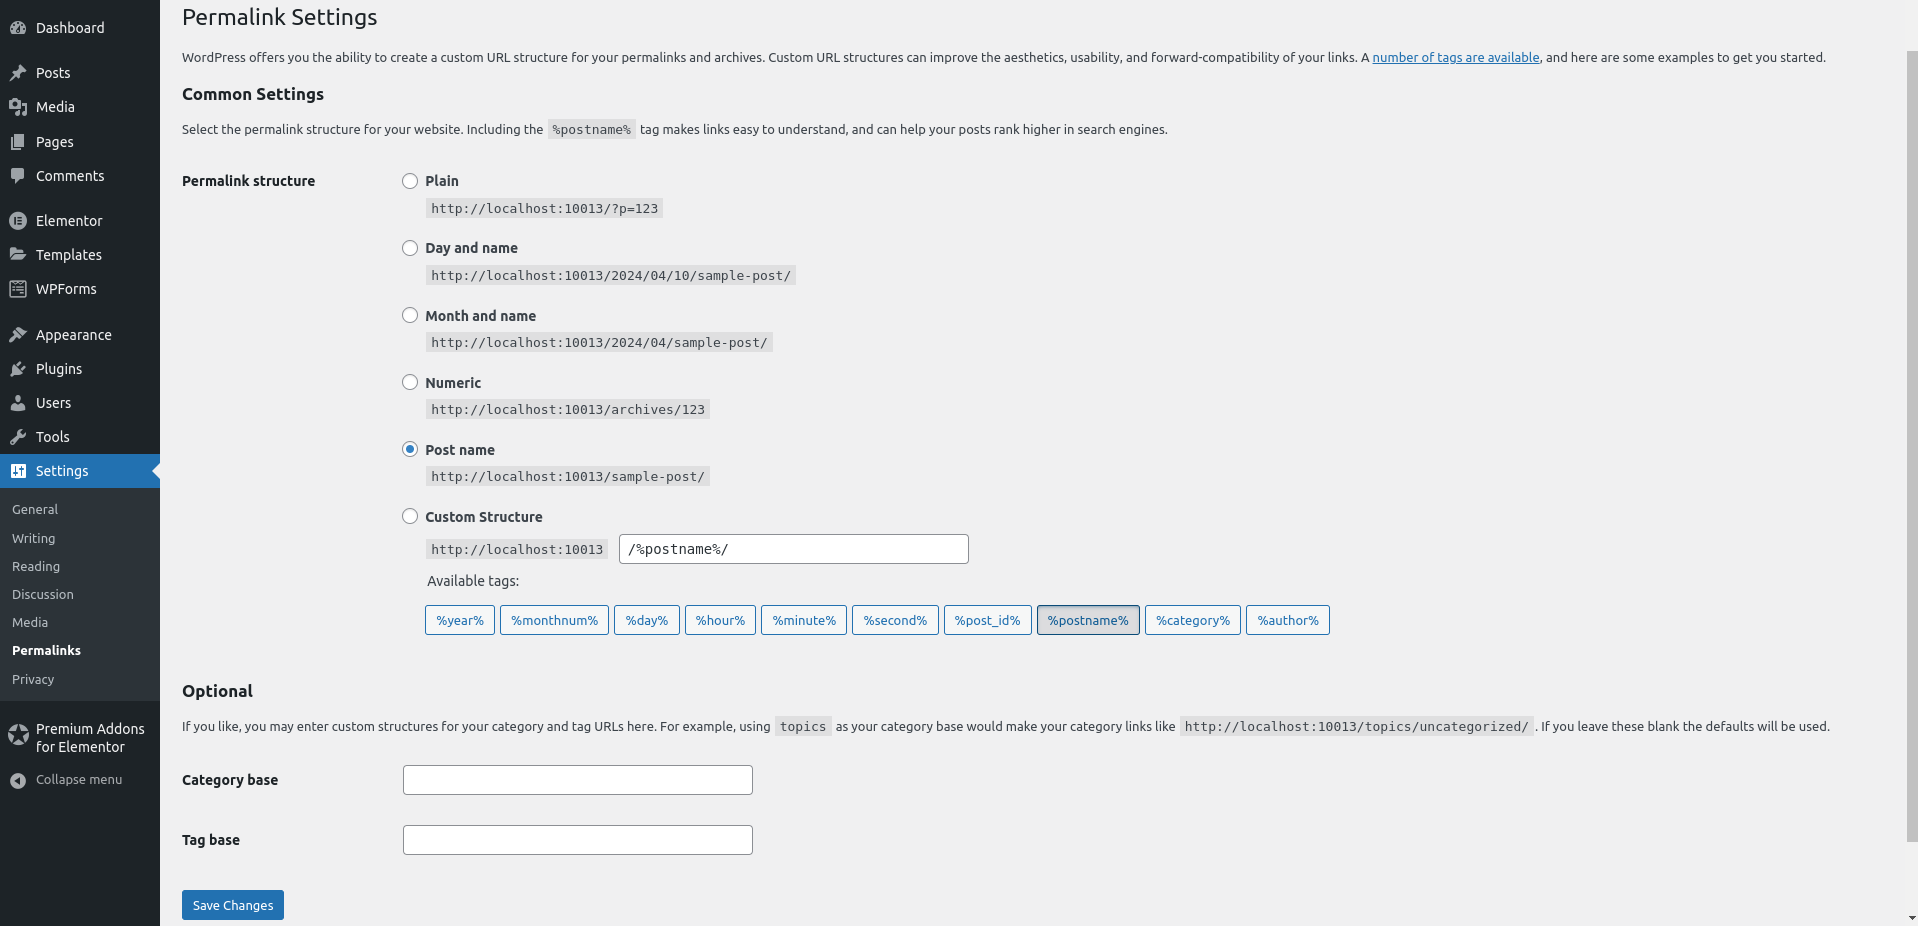 Dashboard
Posts
Media
Pages
Comments
Elementor
Templates
WPForms
Appearance
Plugins
Users
Tools
Settings
General
Writing
Reading
Discussion
Media
Permalinks
Privacy
Premium Addons
for Elementor
Collapse menu
Permalink Settings
WordPress offers you the ability to create a custom URL structure for your permalinks and archives. Custom URL structures can improve the aesthetics, usability, and forward-compatibility of your links. A number of tags are available, and here are some examples to get you started.
Common Settings
Select the permalink structure for your website. Including the %postname% tag makes links easy to understand, and can help your posts rank higher in search engines.
Permalink structure
Plain
http://localhost:10013/?p=123
Day and name
http://localhost:10013/2024/04/10/sample-post/
Month and name
http://localhost:10013/2024/04/sample-post/
Numeric
http://localhost:10013/archives/123
Post name
http://localhost:10013/sample-post/
Custom Structure
http://localhost:10013 /%postname%/
Available tags:
%year% %monthnum% %day% %hour% %minute% %second% %post_id% %postname% %category% %author%
Optional
If you like, you may enter custom structures for your category and tag URLs here. For example, using topics as your category base would make your category links like http://localhost:10013/topics/uncategorized/ . If you leave these blank the defaults will be used.
Category base
Tag base
Save Changes